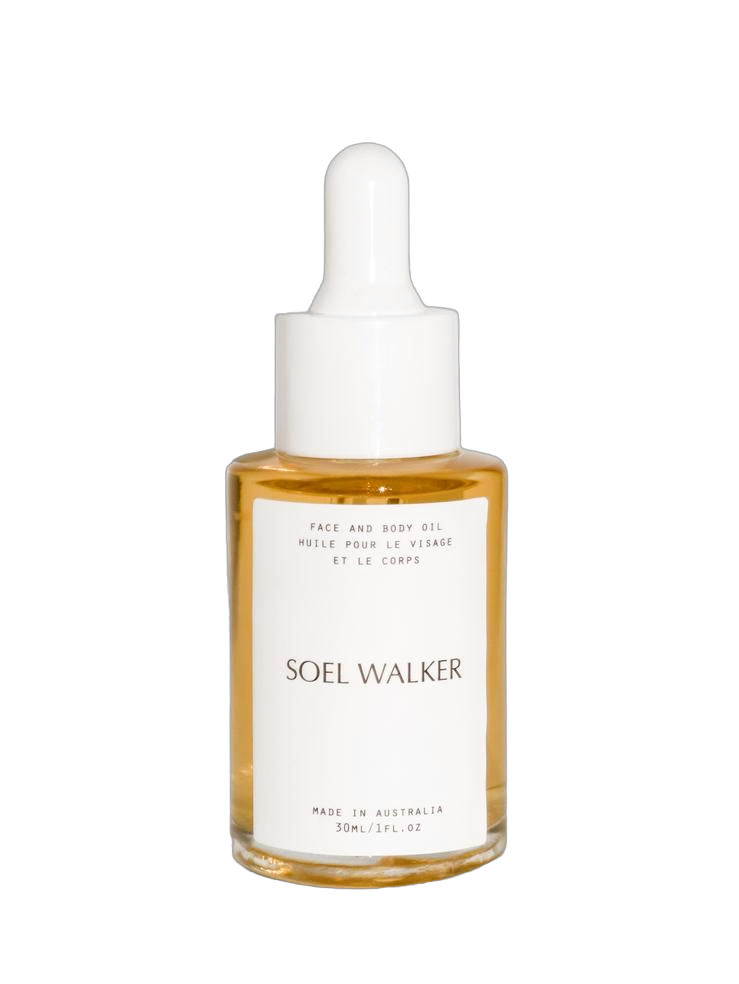 FACE AND BODY OIL
HUILE POUR LE VISAGE
ET LE CORPS
SOEL WALKER
MADE IN AUSTRALIA
30ML/1FL.OZ